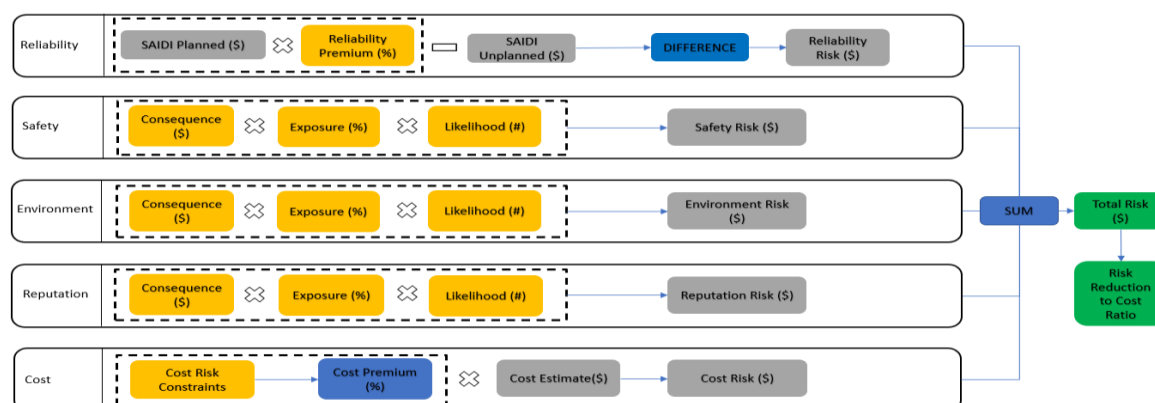 Reliability
SAIDI Planned ($)
Reliability
Premium (%)
SAIDI
Unplanned ($)
DIFFERENCE
Reliability
Risk ($)
Safety
Consequence
($)
Exposure (%)
Likelihood (#)
Safety Risk ($)
Environment
Consequence
($)
Exposure (%)
Likelihood (#)
Environment Risk
($)
SUM
Total Risk
($)
Reputation
Consequence
($)
Exposure (%)
Likelihood (#)
Reputation Risk ($)
Risk
Reduction
to Cost
Ratio
Cost
Cost Risk
Constraints
Cost Premium
(%)
Cost Estimate($)
Cost Risk ($)